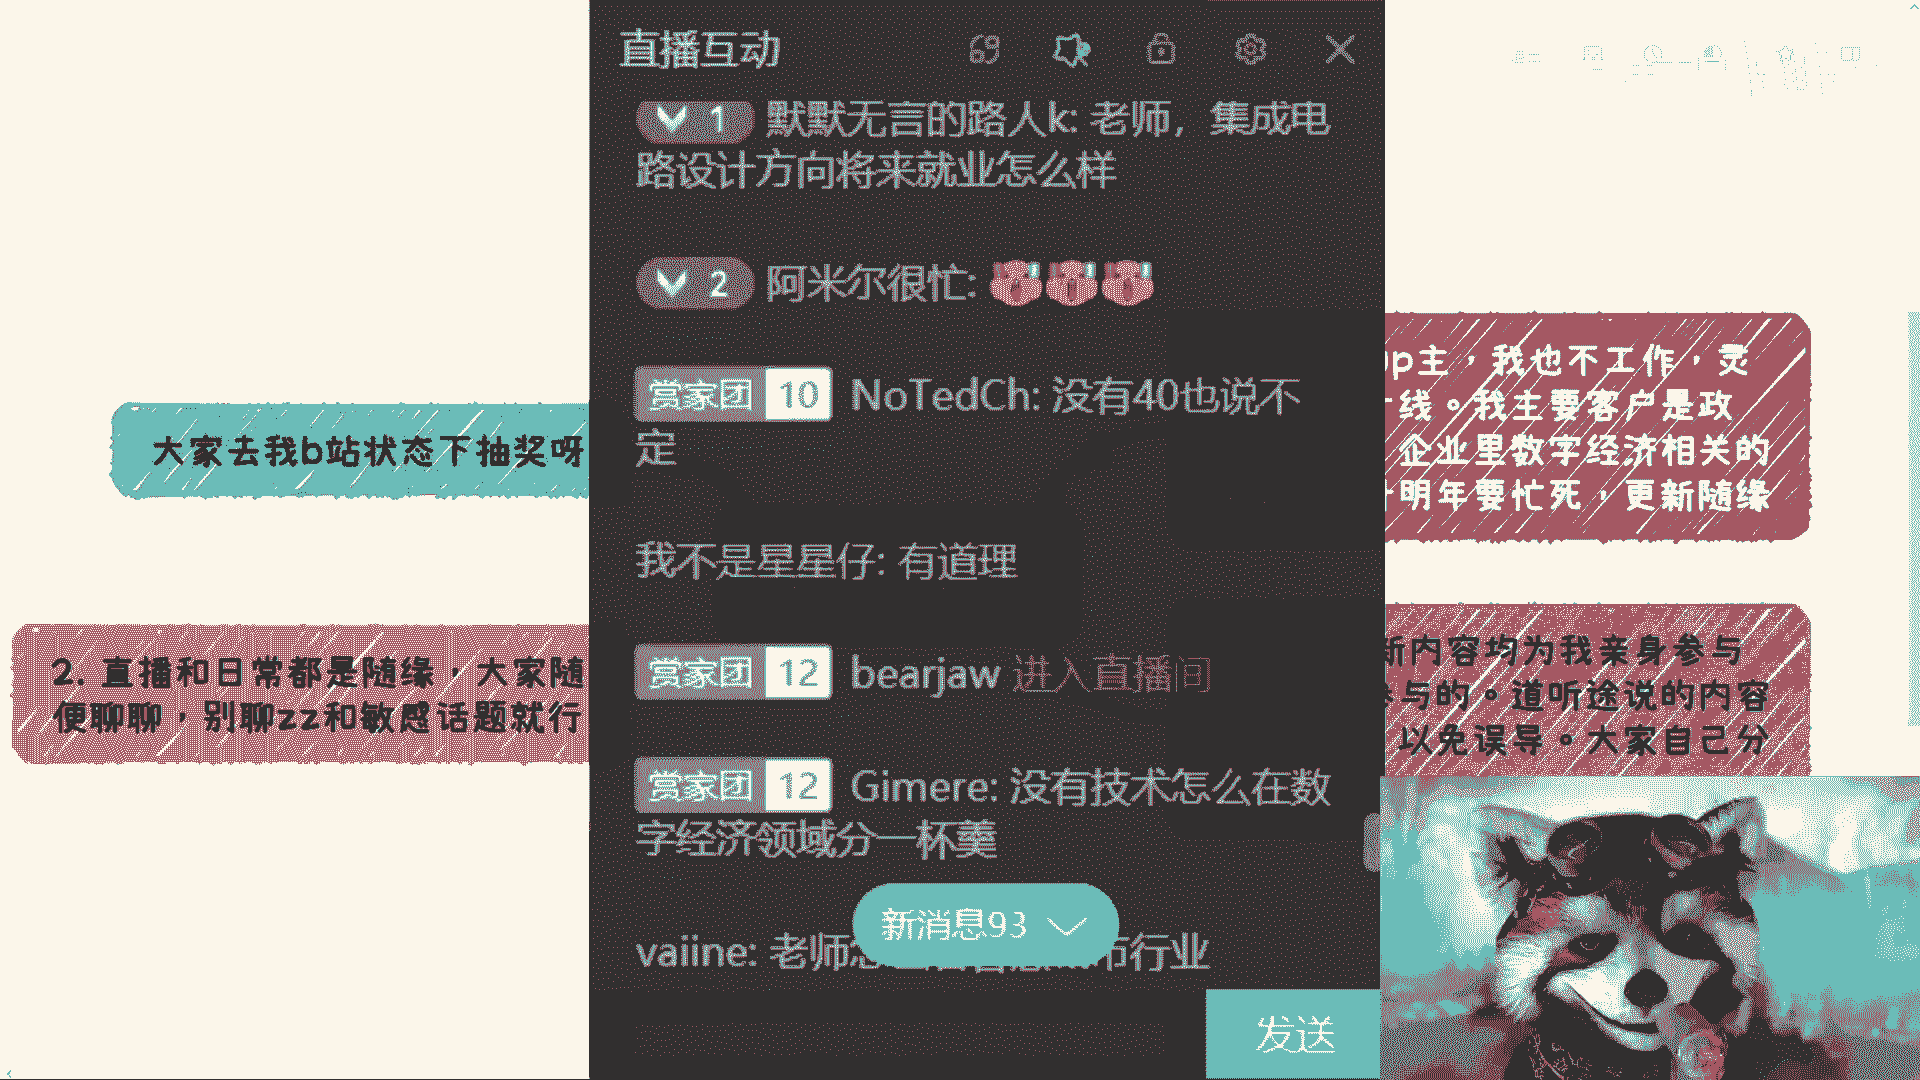 直播互动
1 默默无言的路人k: 老师，集成电
路设计方向将来就业怎么样
2 阿米尔很忙:
赏家团 10 NoTedCh: 没有40也说不
定
我不是星星仔: 有道理
赏家团 12 bearjaw 进入直播间
赏家团 12 Gimere: 没有技术怎么在数
字经济领域分一杯羹
新消息93
vaiine: 老师 行业
发送
大家去我b站状态下抽奖呀
2. 直播和日常都是随缘，大家随
便聊聊，别聊zz和敏感话题就行
p主，我也不工作，灵
线。我主要客户是政
企业里数字经济相关的
明年要忙死，更新随缘
新内容均为我亲身参与
参与的。道听途说的内容
以免误导。大家自己分